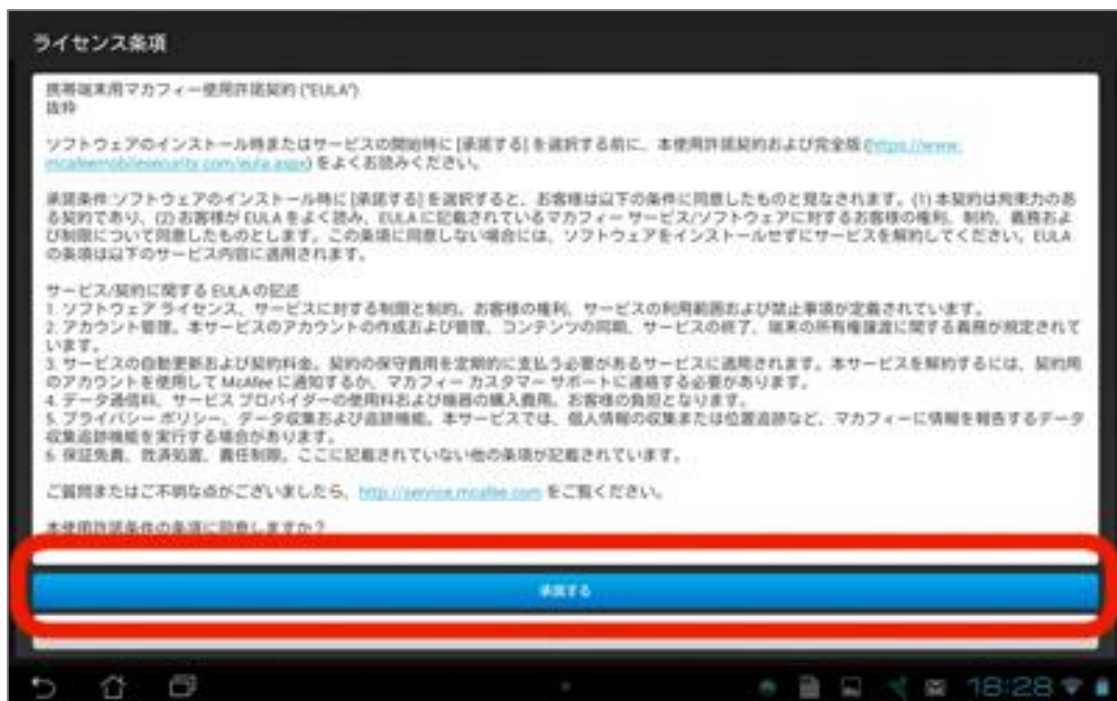 ライセンス条項
携帯端末用マカフィー使用許諾契約 ("EULA")
抜粋
ソフトウェアのインストール時またはサービスの開始時に [承諾する] を選択する前に、本使用許諾契約および完全版 (https://www.
mcafeemobilesecurity.com/eula.aspx) をよくお読みください。
承諾条件:ソフトウェアのインストール時に [承諾する] を選択すると、お客様は以下の条件に同意したものと見なされます。(1) 本契約は拘束力のあ
る契約であり、(2) お客様が EULA をよく読み、EULA に記載されているマカフィー サービス/ソフトウェアに対するお客様の権利、制約、義務およ
び制限について同意したものとします。この条項に同意しない場合には、ソフトウェアをインストールせずにサービスを解約してください。EULA
の条項は以下のサービス内容に適用されます。
サービス/契約に関する EULA の記述
1. ソフトウェア ライセンス、サービスに対する制限と制約。お客様の権利、サービスの利用範囲および禁止事項が定義されています。
2. アカウント管理。本サービスのアカウントの作成および管理、コンテンツの同期、サービスの終了、端末の所有権譲渡に関する義務が規定されて
います。
3. サービスの自動更新および契約料金。契約の保守費用を定期的に支払う必要があるサービスに適用されます。本サービスを解約するには、契約用
のアカウントを使用して McAfee に通知するか、マカフィー カスタマー サポートに連絡する必要があります。
4. データ通信料、サービス プロバイダーの使用料および機器の購入費用。お客様の負担となります。
5. プライバシー ポリシー、データ収集および追跡機能。本サービスでは、個人情報の収集または位置追跡など、マカフィーに情報を報告するデータ
収集追跡機能を実行する場合があります。
6. 保証免責、救済処置、責任制限。ここに記載されていない他の条項が記載されています。
ご質問またはご不明な点がございましたら、http://service.mcafee.com をご覧ください。
本使用許諾条件の条項に同意しますか？
承諾する
18:28